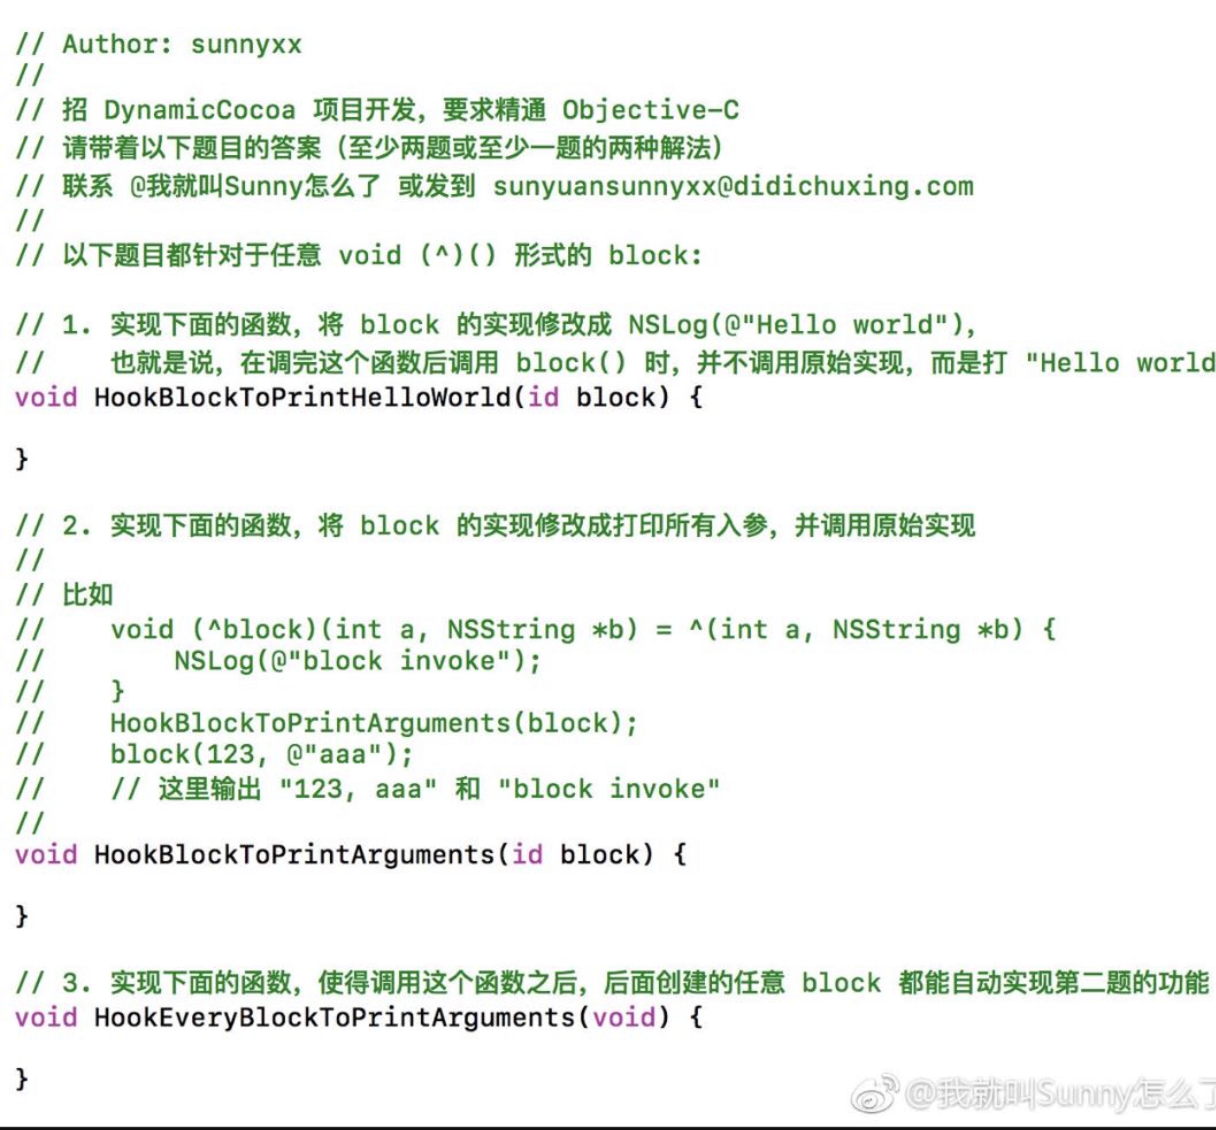 // Author: sunnyxx
//
// 招 DynamicCocoa 项目开发，要求精通 Objective-C
// 请带着以下题目的答案（至少两题或至少一题的两种解法）
// 联系 @我就叫Sunny怎么了 或发到 sunyuansunnyxx@didichuxing.com
//
// 以下题目都针对于任意 void (^)() 形式的 block:
// 1. 实现下面的函数，将 block 的实现修改成 NSLog(@"Hello world"),
//    也就是说，在调完这个函数后调用 block() 时，并不调用原始实现，而是打 "Hello world
void HookBlockToPrintHelloWorld(id block) {
}
// 2. 实现下面的函数，将 block 的实现修改成打印所有入参，并调用原始实现
//
// 比如
//    void (^block)(int a, NSString *b) = ^(int a, NSString *b) {
//        NSLog(@"block invoke");
//    }
//    HookBlockToPrintArguments(block);
//    block(123, @"aaa");
//    // 这里输出 "123, aaa" 和 "block invoke"
//
void HookBlockToPrintArguments(id block) {
}
// 3. 实现下面的函数，使得调用这个函数之后，后面创建的任意 block 都能自动实现第二题的功能
void HookEveryBlockToPrintArguments(void) {
}
@我就叫Sunny怎么了